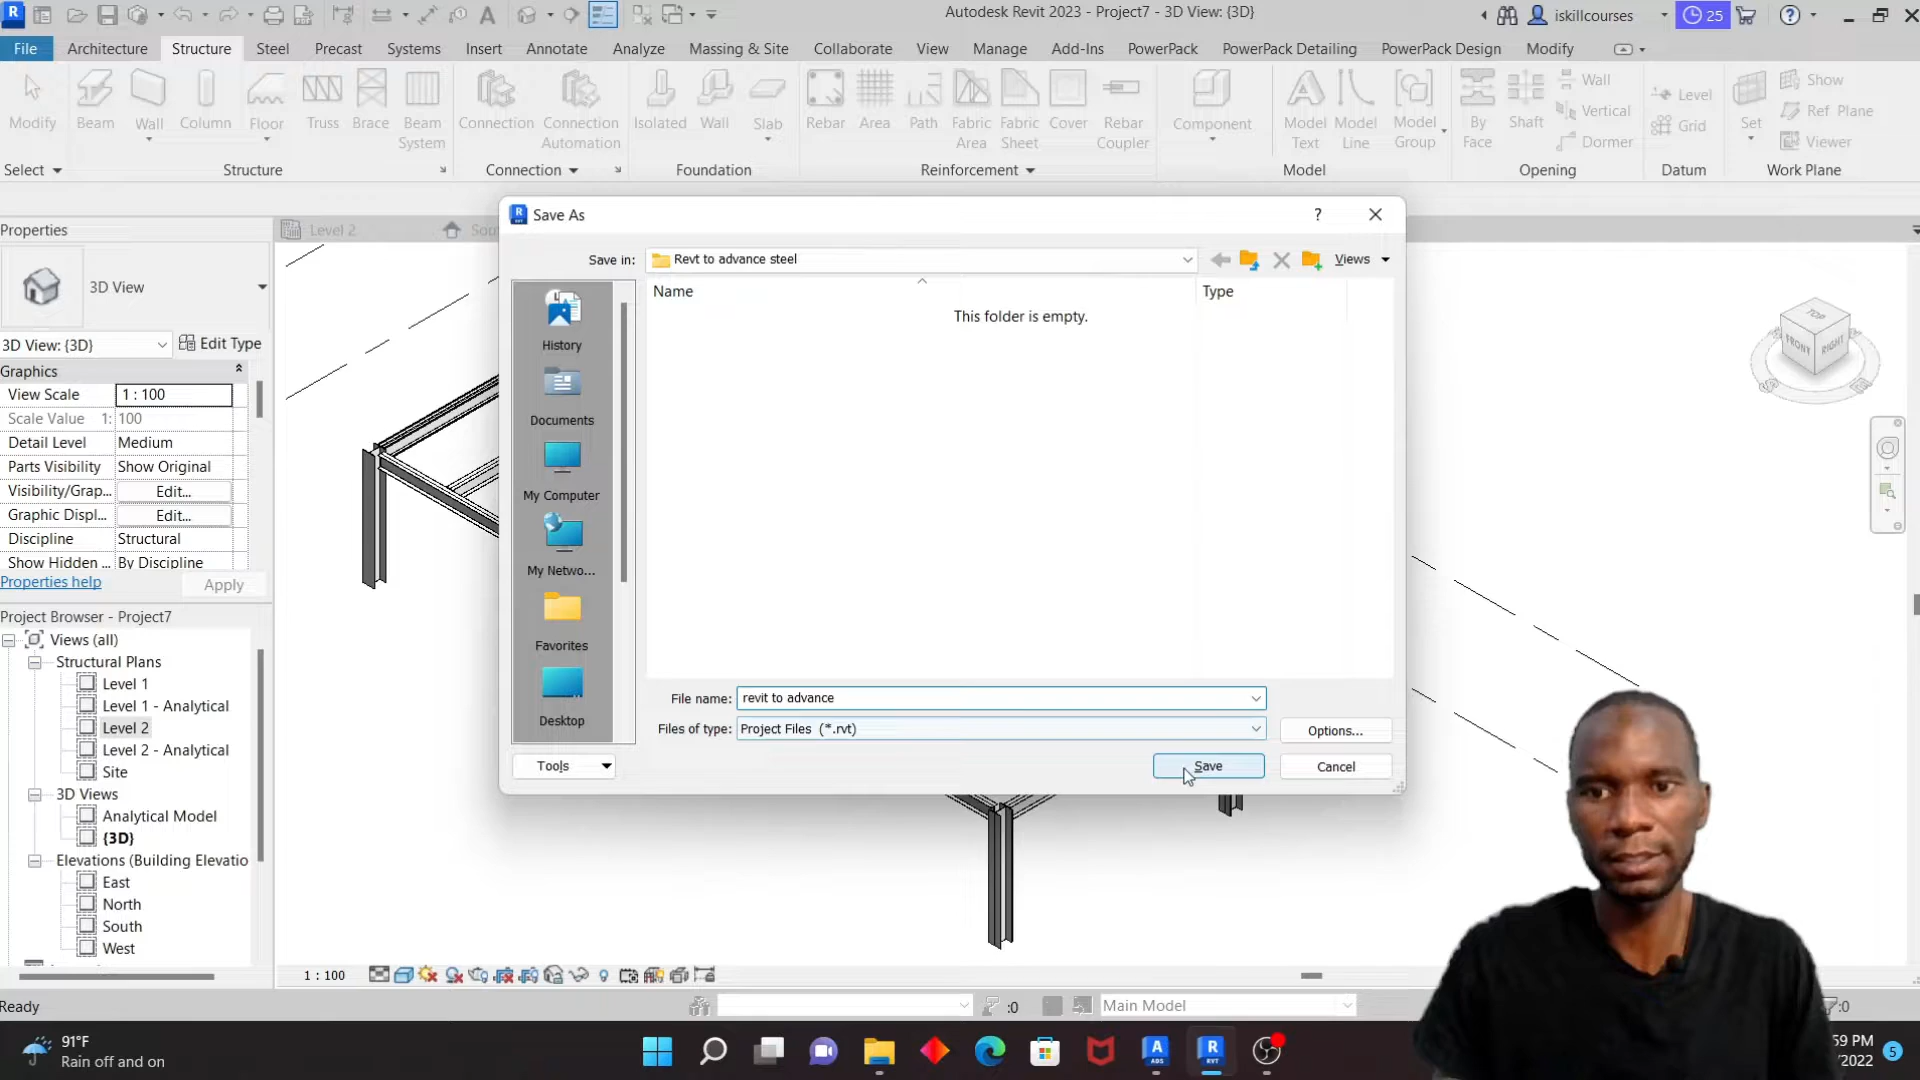 Autodesk Revit 2023 - Project7 - 3D View: {3D}
iskillcourses
25
File Architecture Structure Steel Precast Systems Insert Annotate Analyze Massing & Site Collaborate View Manage Add-Ins PowerPack PowerPack Detailing PowerPack Design Modify
Modify Beam Wall Column Floor Truss Brace Beam System Connection Connection Automation Isolated Wall Slab Rebar Area Path Fabric Area Fabric Sheet Cover Rebar Coupler Component Model Text Model Line Model Group By Face Shaft Wall Vertical Dormer Level Grid Set Show Ref Plane Viewer
Select Structure Connection Foundation Reinforcement Model Opening Datum Work Plane
Properties
Level 2
3D View
3D View: {3D}
Edit Type
Graphics
View Scale 1 : 100
Scale Value 1: 100
Detail Level Medium
Parts Visibility Show Original
Visibility/Grap... Edit...
Graphic Displ... Edit...
Discipline Structural
Show Hidden ... By Discipline
Properties help
Apply
Project Browser - Project7
Views (all)
Structural Plans
Level 1
Level 1 - Analytical
Level 2
Level 2 - Analytical
Site
3D Views
Analytical Model
{3D}
Elevations (Building Elevatio
East
North
South
West
Save As
?
Save in: Revt to advance steel
Views
Name Type
This folder is empty.
History
Documents
My Computer
My Netwo...
Favorites
Desktop
File name: revit to advance
Files of type: Project Files (*.rvt)
Options...
Tools
Save
Cancel
TOP
FRONT
RIGHT
1 : 100
Ready
:0
Main Model
:0
91°F
Rain off and on
59 PM
/2022
5